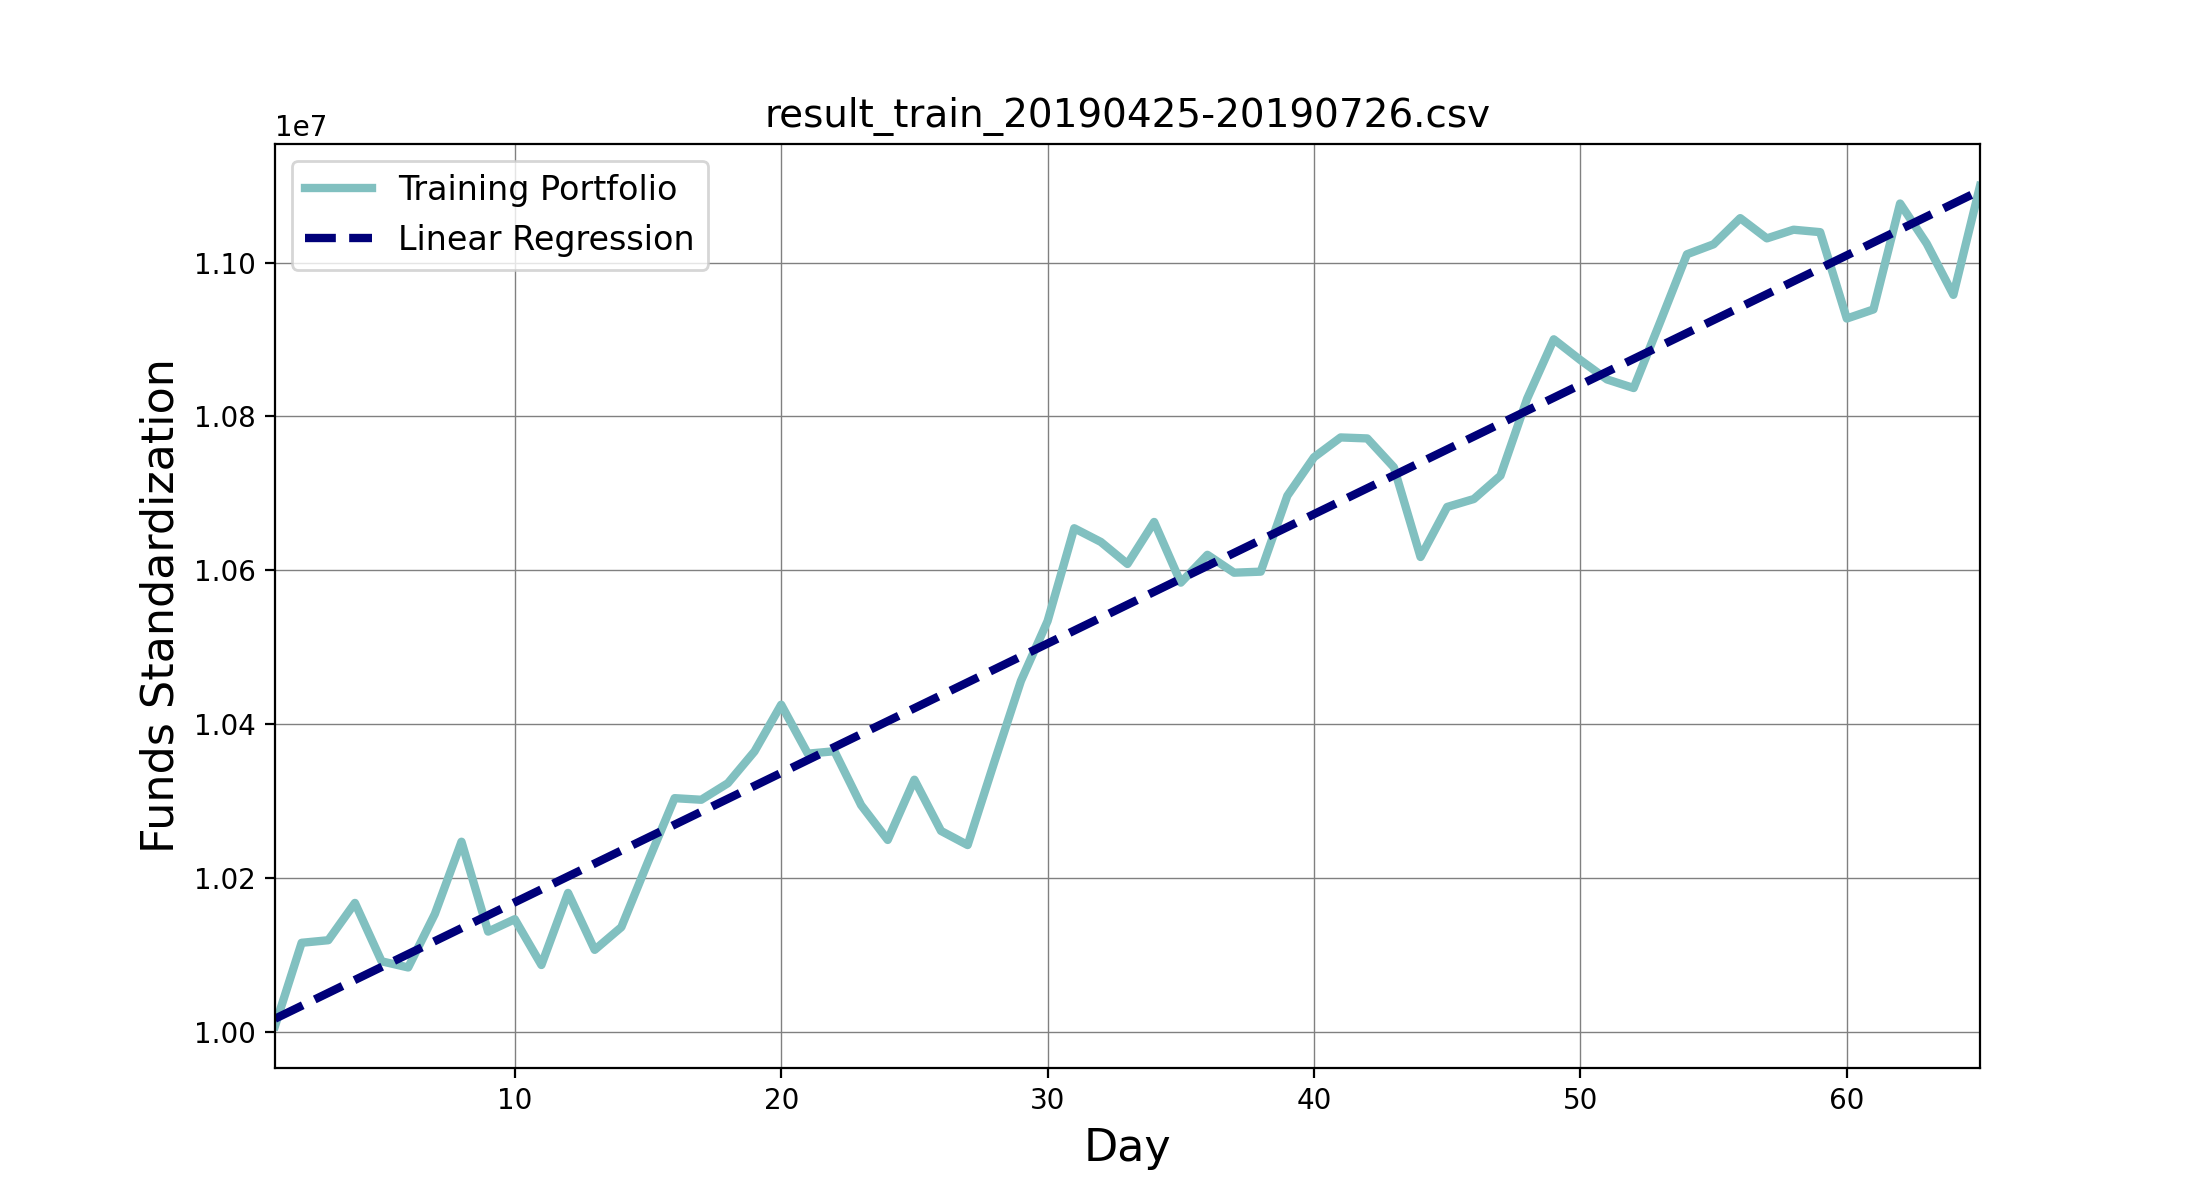 result_train_20190425-20190726.csv
1e7
Training Portfolio
Linear Regression
1.10
1.08
1.06
1.04
1.02
1.00
Funds Standardization
10 20 30 40 50 60
Day